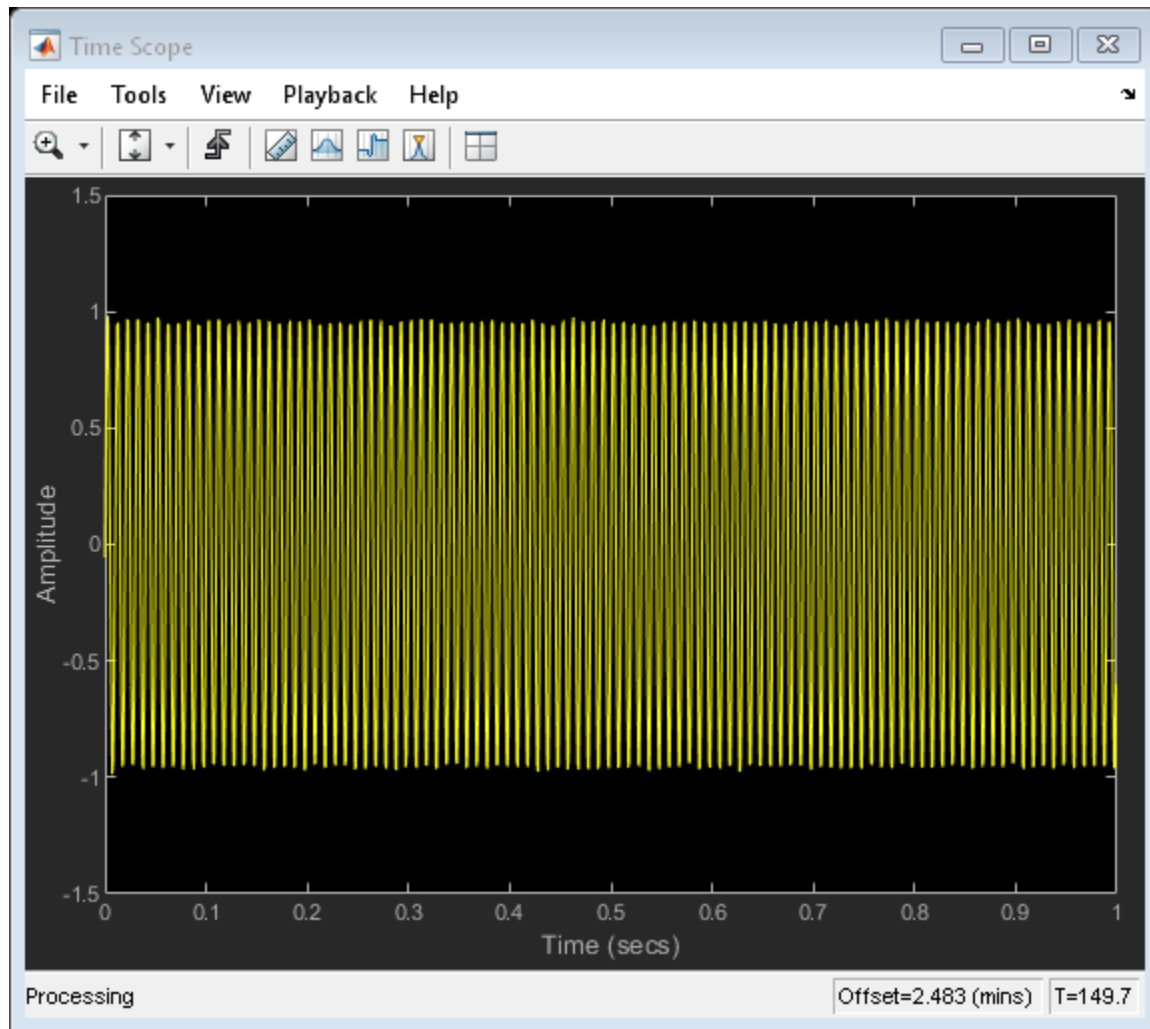 Time Scope
File Tools View Playback Help
1.5
1
0.5
0
-0.5
-1
-1.5
Amplitude
0 0.1 0.2 0.3 0.4 0.5 0.6 0.7 0.8 0.9 1
Time (secs)
Processing Offset=2.483 (mins) T=149.7